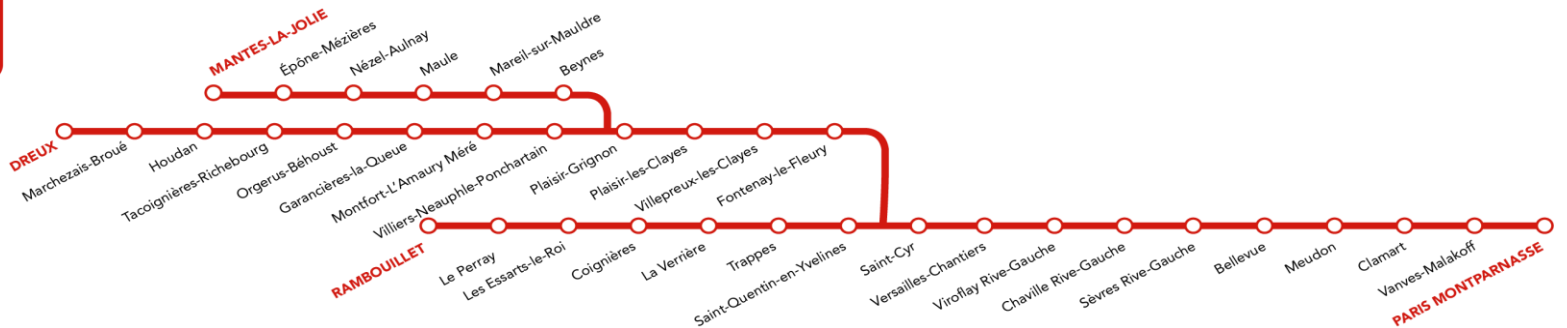 MANTES-LA-JOLIE
Épône-Mézières
Nézel-Aulnay
Maule
Mareil-sur-Mauldre
Beynes
DREUX
Marchezais-Broué
Houdan
Tacoignières-Richebourg
Orgerus-Béhoust
Garancières-la-Queue
Montfort-L'Amaury Méré
Villiers-Neauphle-Ponchartain
Plaisir-Grignon
Plaisir-les-Clayes
Villepreux-les-Clayes
Fontenay-le-Fleury
RAMBOUILLET
Le Perray
Les Essarts-le-Roi
Coignières
La Verrière
Trappes
Saint-Quentin-en-Yvelines
Saint-Cyr
Versailles-Chantiers
Viroflay Rive-Gauche
Chaville Rive-Gauche
Sèvres Rive-Gauche
Bellevue
Meudon
Clamart
Vanves-Malakoff
PARIS MONTPARNASSE